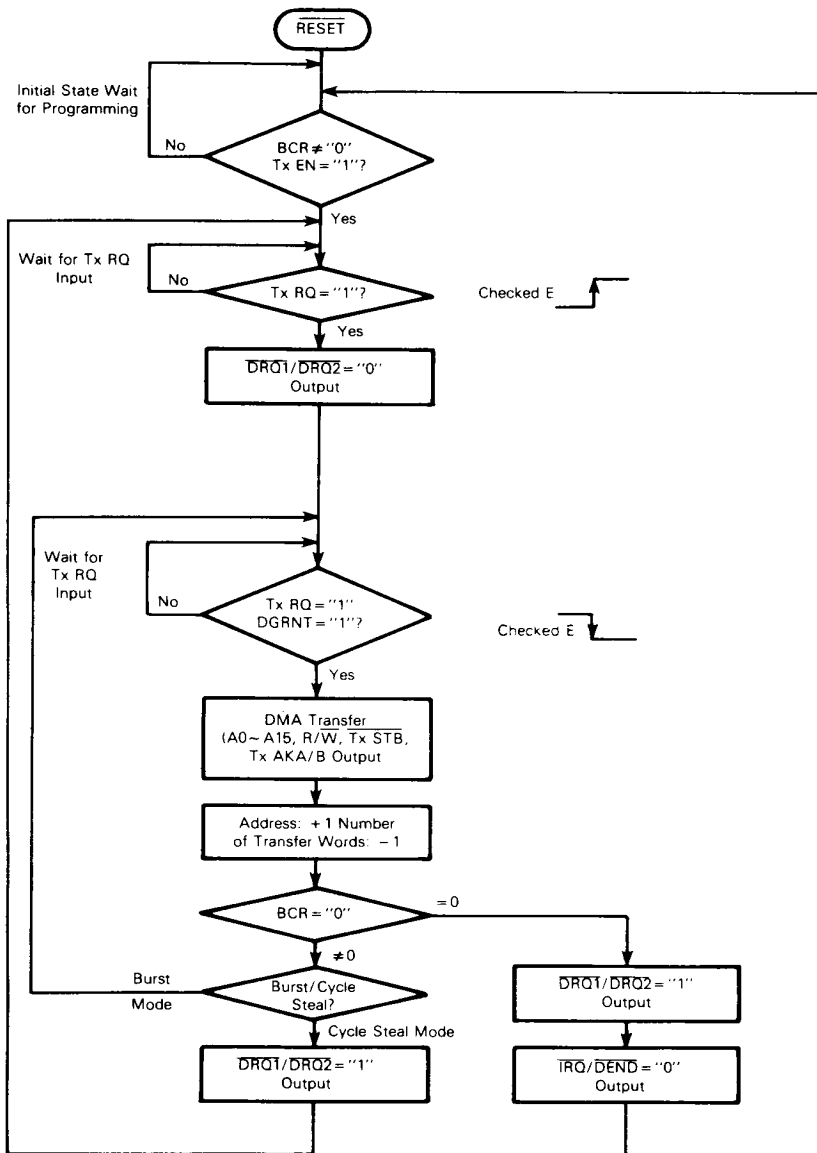 RESET
Initial State Wait
for Programming
No
BCR ≠ "0"
Tx EN = "1"?
Yes
Wait for Tx RQ
Input
No
Tx RQ = "1"?
Checked E
Yes
DRQ1/DRQ2 = "0"
Output
Wait for
Tx RQ
Input
No
Tx RQ = "1"
DGRNT = "1"?
Checked E
Yes
DMA Transfer
(A0~A15, R/W, Tx STB,
Tx AKA/B Output
Address: +1 Number
of Transfer Words: -1
BCR = "0"
= 0
≠0
Burst
Mode
Burst/Cycle
Steal?
Cycle Steal Mode
DRQ1/DRQ2 = "1"
Output
DRQ1/DRQ2 = "1"
Output
IRQ/DEND = "0"
Output